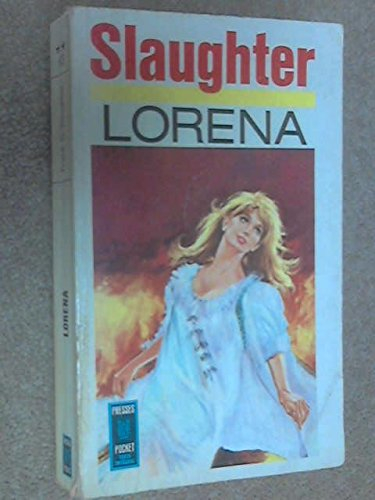 Slaughter
LORENA
LORENA
PRESSES
POCKET